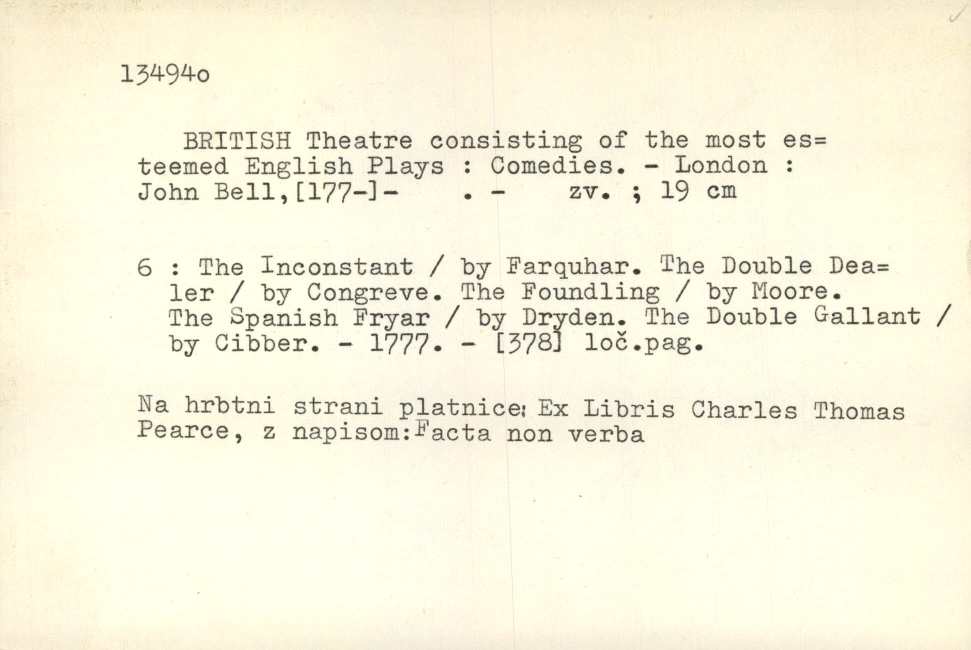 13494o
BRITISH Theatre consisting of the most es=
teemed English Plays : Comedies. - London :
John Bell,[177-]- . - zv. ; 19 cm
6 : The Inconstant / by Farquhar. The Double Dea=
ler / by Congreve. The Foundling / by Moore.
The Spanish Fryar / by Dryden. The Double Gallant /
by Cibber. - 1777. - [378] loč.pag.
Na hrbtni strani platnice: Ex Libris Charles Thomas
Pearce, z napisom:Facta non verba